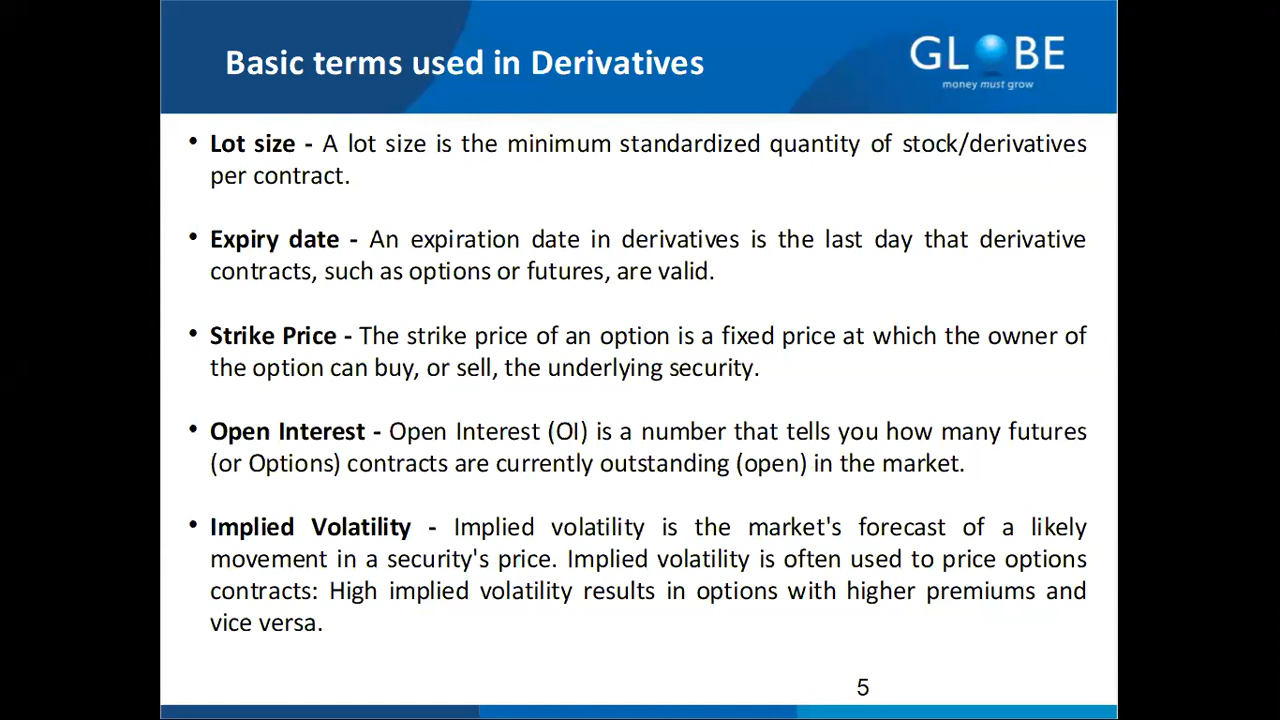 Basic terms used in Derivatives
GLOBE
money must grow
• Lot size - A lot size is the minimum standardized quantity of stock/derivatives
per contract.
• Expiry date - An expiration date in derivatives is the last day that derivative
contracts, such as options or futures, are valid.
• Strike Price - The strike price of an option is a fixed price at which the owner of
the option can buy, or sell, the underlying security.
• Open Interest - Open Interest (OI) is a number that tells you how many futures
(or Options) contracts are currently outstanding (open) in the market.
• Implied Volatility - Implied volatility is the market's forecast of a likely
movement in a security's price. Implied volatility is often used to price options
contracts: High implied volatility results in options with higher premiums and
vice versa.
5